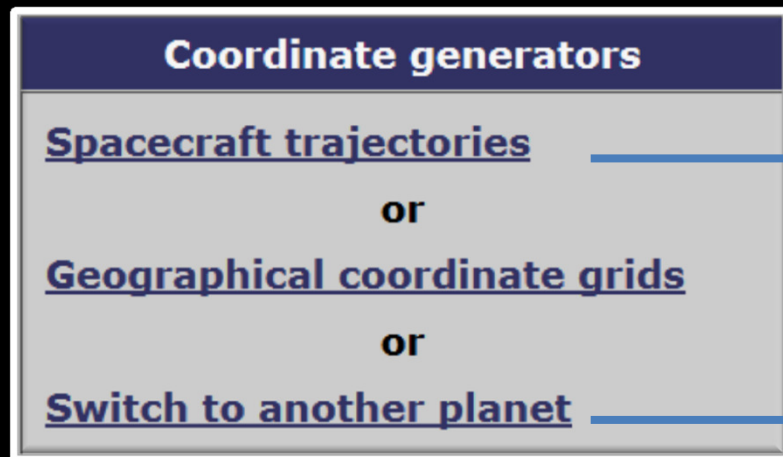 Coordinate generators
Spacecraft trajectories
or
Geographical coordinate grids
or
Switch to another planet